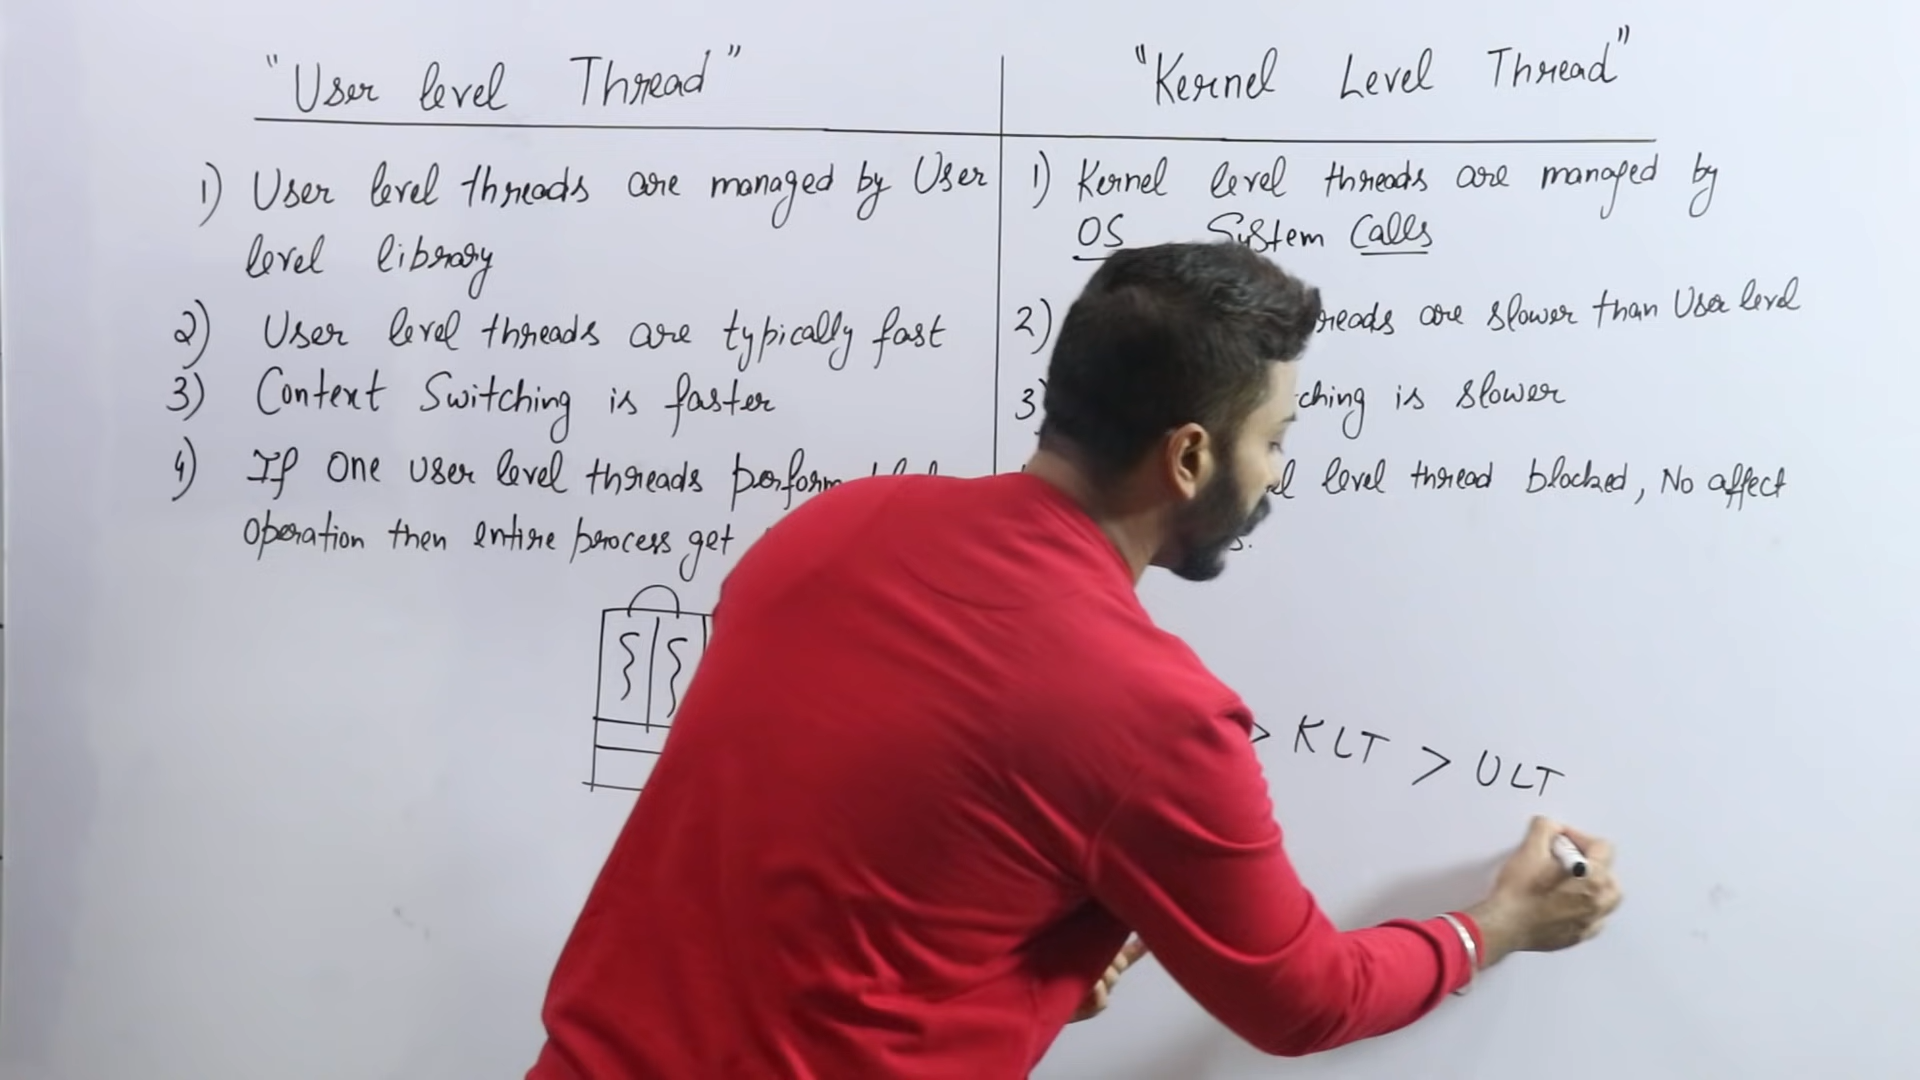 "User level Thread"
1) User level threads are managed by User
level library
2) User level threads are typically fast
3) Context Switching is faster
4) If One user level threads perform
operation then entire process get
"Kernel Level Thread"
1) Kernel level threads are managed by
OS System Calls
2) are slower than User level
3) is slower
level thread blocked, No affect
> KLT > ULT